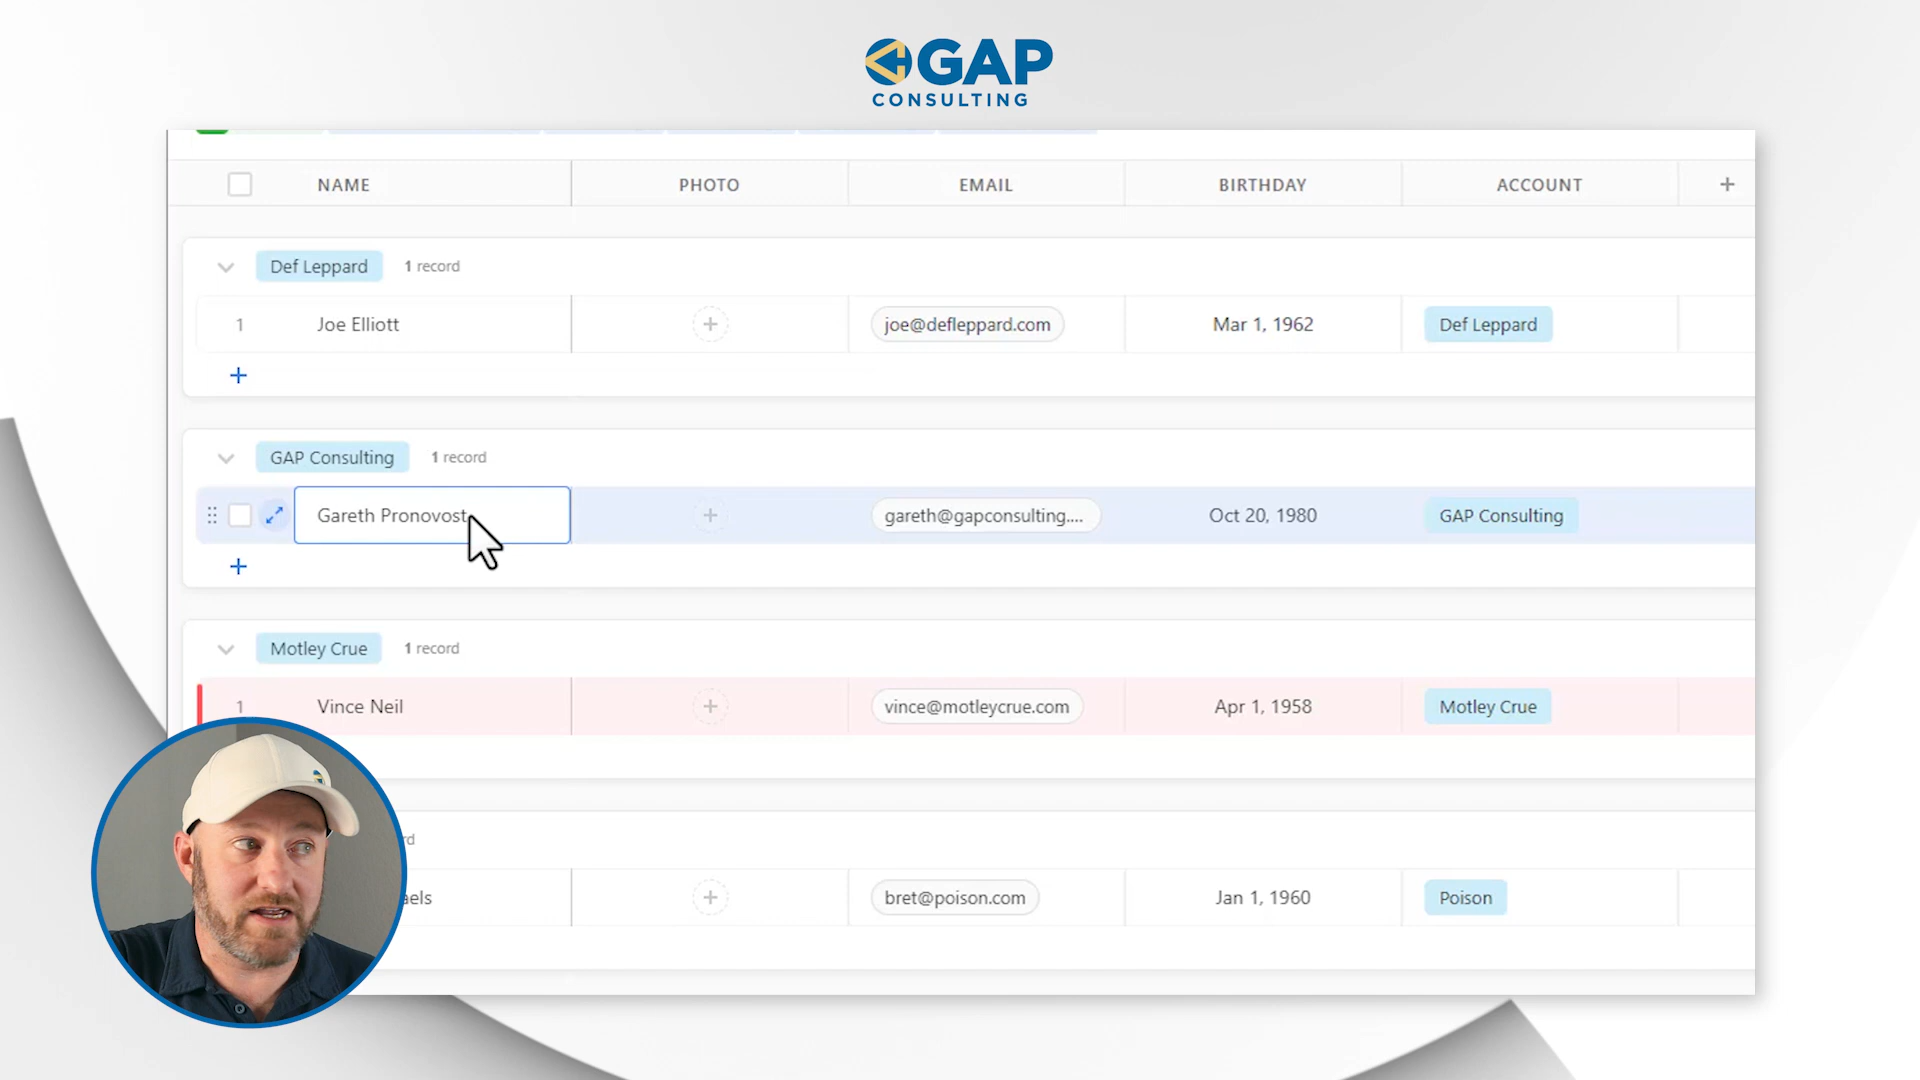 GAP
CONSULTING
NAME PHOTO EMAIL BIRTHDAY ACCOUNT +
Def Leppard 1 record
1 Joe Elliott joe@defleppard.com Mar 1, 1962 Def Leppard
GAP Consulting 1 record
Gareth Pronovost gareth@gapconsulting.... Oct 20, 1980 GAP Consulting
Motley Crue 1 record
1 Vince Neil vince@motleycrue.com Apr 1, 1958 Motley Crue
bret@poison.com Jan 1, 1960 Poison